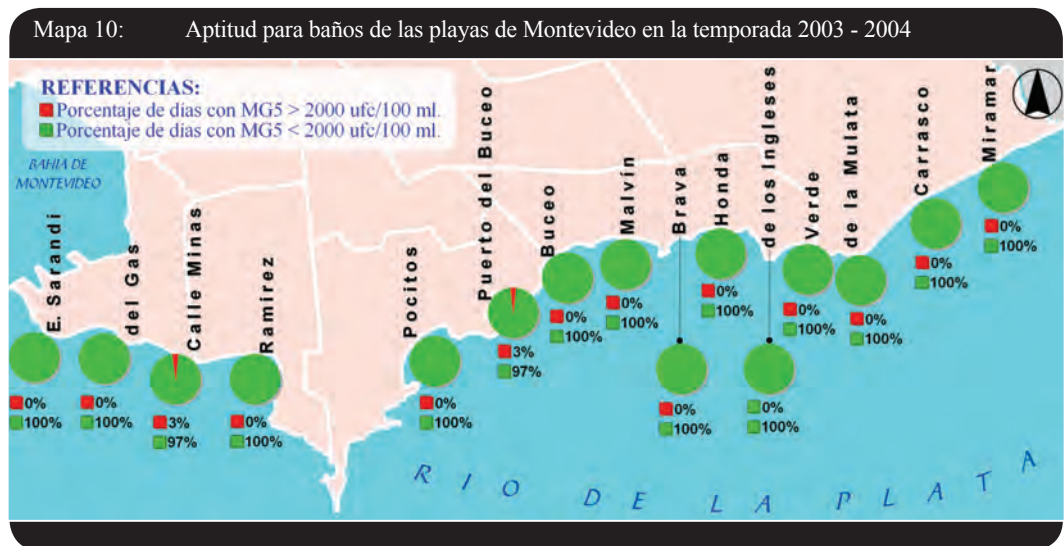 Mapa 10: Aptitud para baños de las playas de Montevideo en la temporada 2003 - 2004
REFERENCIAS:
Porcentaje de días con MG5 > 2000 ufc/100 ml.
Porcentaje de días con MG5 < 2000 ufc/100 ml.
BAHIA DE
MONTEVIDEO
E. Sarandi
0%
100%
del Gas
0%
100%
Calle Minas
3%
97%
Ramirez
0%
100%
Pocitos
0%
100%
Puerto del Buceo
3%
97%
Buceo
0%
100%
Malvín
0%
100%
Brava
0%
100%
Honda
0%
100%
de los Ingleses
0%
100%
Verde
0%
100%
de la Mulata
0%
100%
Carrasco
0%
100%
Miramar
0%
100%
RIO DE LA PLATA